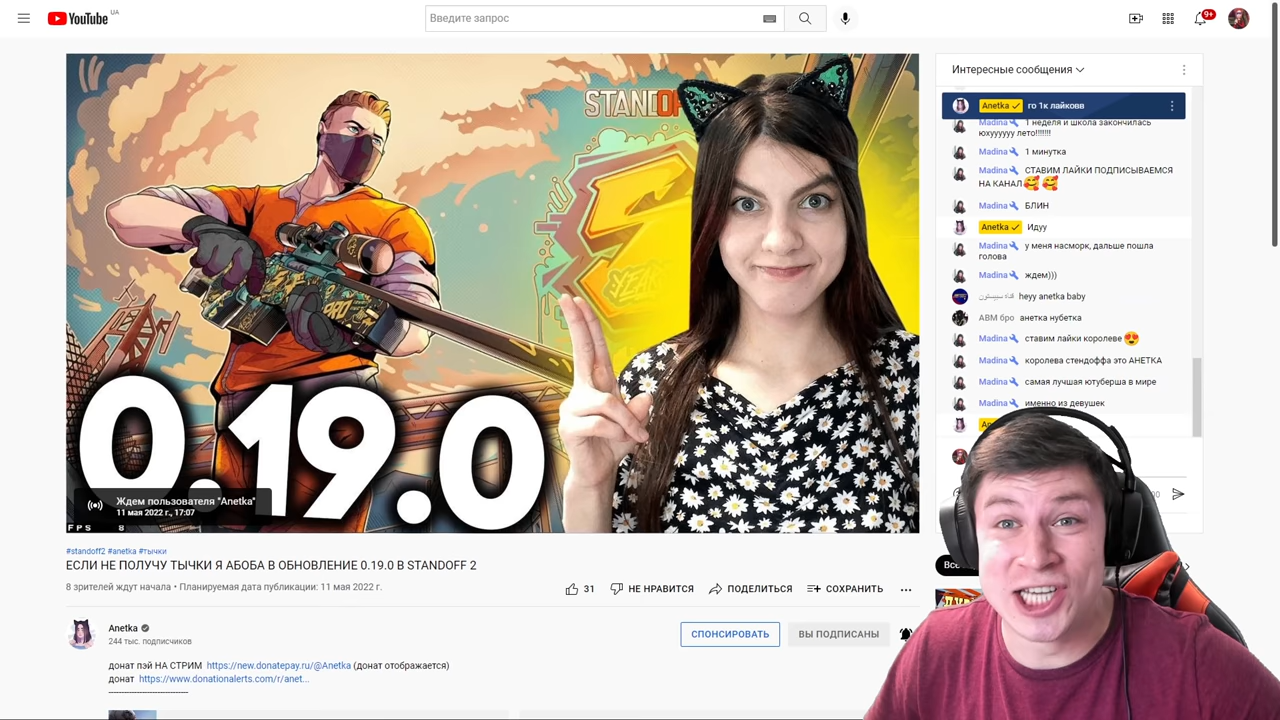 YouTube UA
Введите запрос
9+
STANDOF
YEARS
0.19.0
Ждем пользователя "Anetka"
11 мая 2022 г., 17:07
FPS 8
Интересные сообщения
Anetka го 1к лайковв
Madina 1 неделя и школа закончилась
юхуууууу лето!!!!!!!
Madina 1 минутка
Madina СТАВИМ ЛАЙКИ ПОДПИСЫВАЕМСЯ
НА КАНАЛ🥰 🥰
Madina БЛИН
Anetka Идуу
Madina у меня насморк, дальше пошла
голова
Madina ждем)))
heyy anetka baby
АВМ бро анетка нубетка
Madina ставим лайки королеве 😍
Madina королева стендоффа это АНЕТКА
Madina самая лучшая ютуберша в мире
Madina именно из девушек
#standoff2 #anetka #тычки
ЕСЛИ НЕ ПОЛУЧУ ТЫЧКИ Я АБОБА В ОБНОВЛЕНИЕ 0.19.0 В STANDOFF 2
8 зрителей ждут начала • Планируемая дата публикации: 11 мая 2022 г.
31 НЕ НРАВИТСЯ ПОДЕЛИТЬСЯ СОХРАНИТЬ
Anetka
244 тыс. подписчиков
СПОНСИРОВАТЬ ВЫ ПОДПИСАНЫ
донат пэй НА СТРИМ https://new.donatepay.ru/@Anetka (донат отображается)
донат https://www.donationalerts.com/r/anet...
--------------------------------